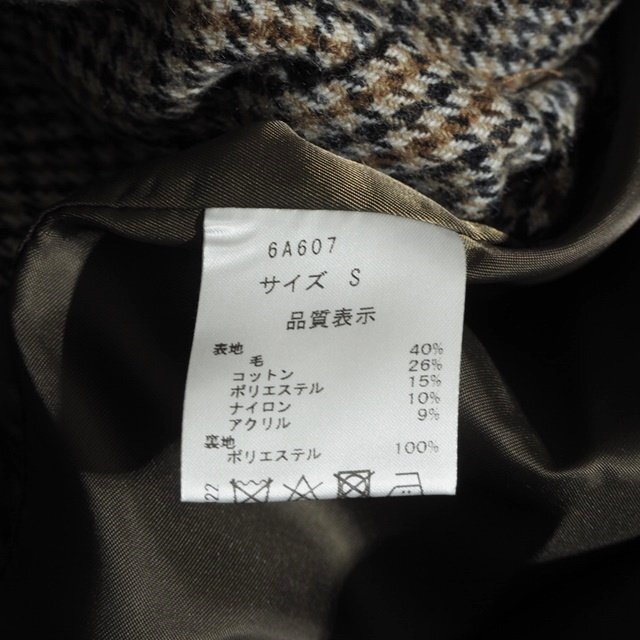 6A607
サイズ S
品質表示
表地
毛 40%
コットン 26%
ポリエステル 15%
ナイロン 10%
アクリル 9%
裏地
ポリエステル 100%
22